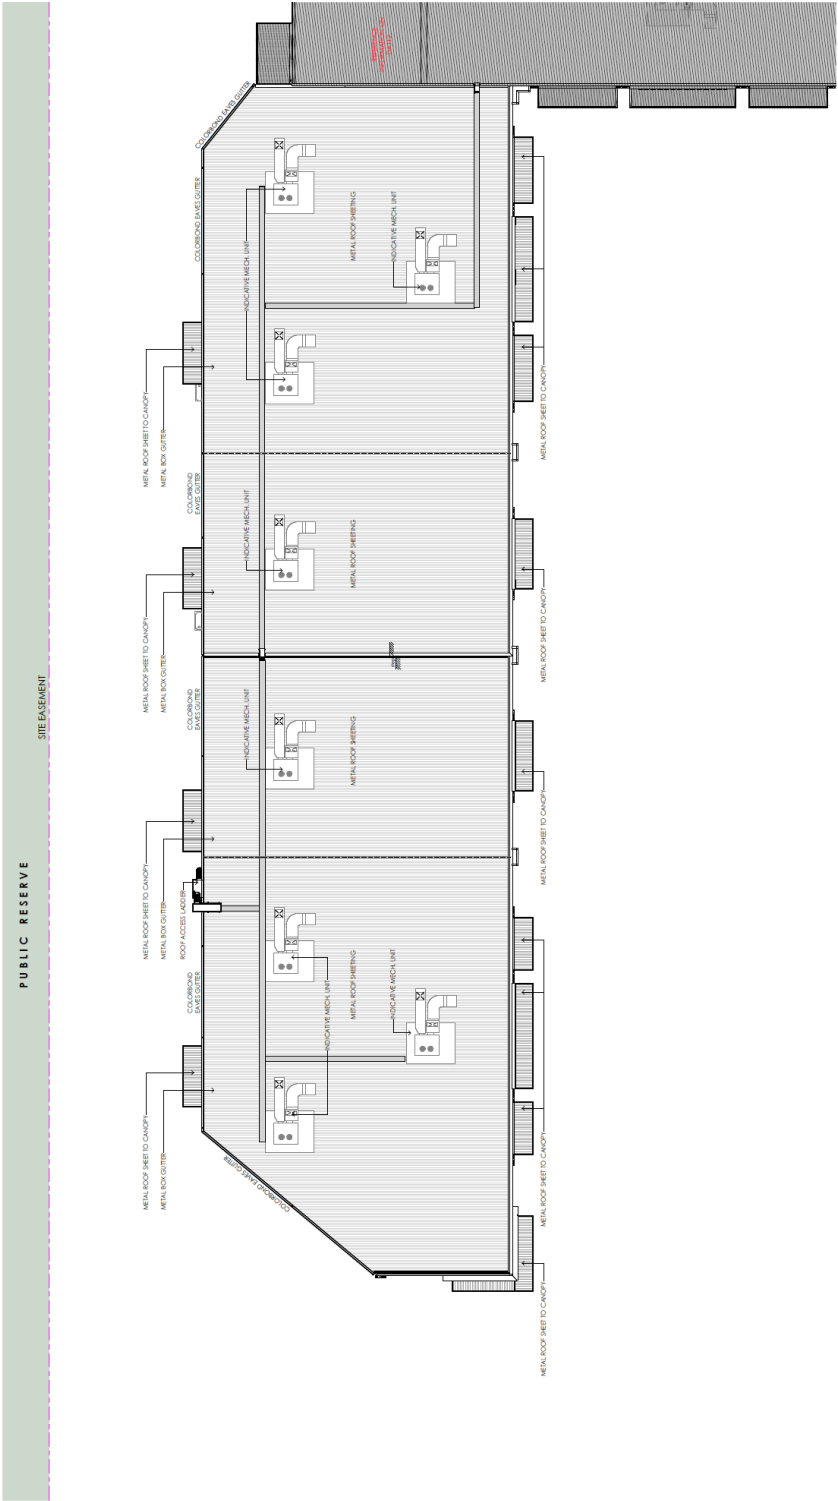 PUBLIC RESERVE
SITE EASEMENT
METAL ROOF SHEET TO CANOPY
METAL ROOF SHEET TO CANOPY
METAL ROOF SHEET TO CANOPY
METAL ROOF SHEET TO CANOPY
METAL BOX GUTTER
METAL BOX GUTTER
METAL BOX GUTTER
METAL BOX GUTTER
ROOF ACCESS LADDER
COLORBOND
EAVES GUTTER
COLORBOND
EAVES GUTTER
COLORBOND
EAVES GUTTER
COLORBOND EAVES GUTTER
COLORBOND EAVES GUTTER
COLORBOND EAVES GUTTER
INDICATIVE MECH. UNIT
INDICATIVE MECH. UNIT
INDICATIVE MECH. UNIT
INDICATIVE MECH. UNIT
METAL ROOF SHEETING
METAL ROOF SHEETING
METAL ROOF SHEETING
METAL ROOF SHEETING
REFERENCE
INFORMATION ON
INDICATIVE MECH. UNIT
INDICATIVE MECH. UNIT
METAL ROOF SHEET TO CANOPY
METAL ROOF SHEET TO CANOPY
METAL ROOF SHEET TO CANOPY
METAL ROOF SHEET TO CANOPY
METAL ROOF SHEET TO CANOPY